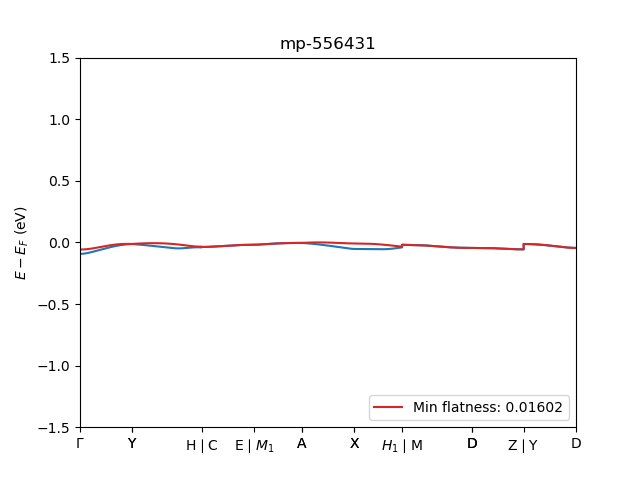 mp-556431
E − E_F (eV)
1.5
1.0
0.5
0.0
−0.5
−1.0
−1.5
Min flatness: 0.01602
Γ Y H | C E | M₁ A X H₁ | M D Z | Y D